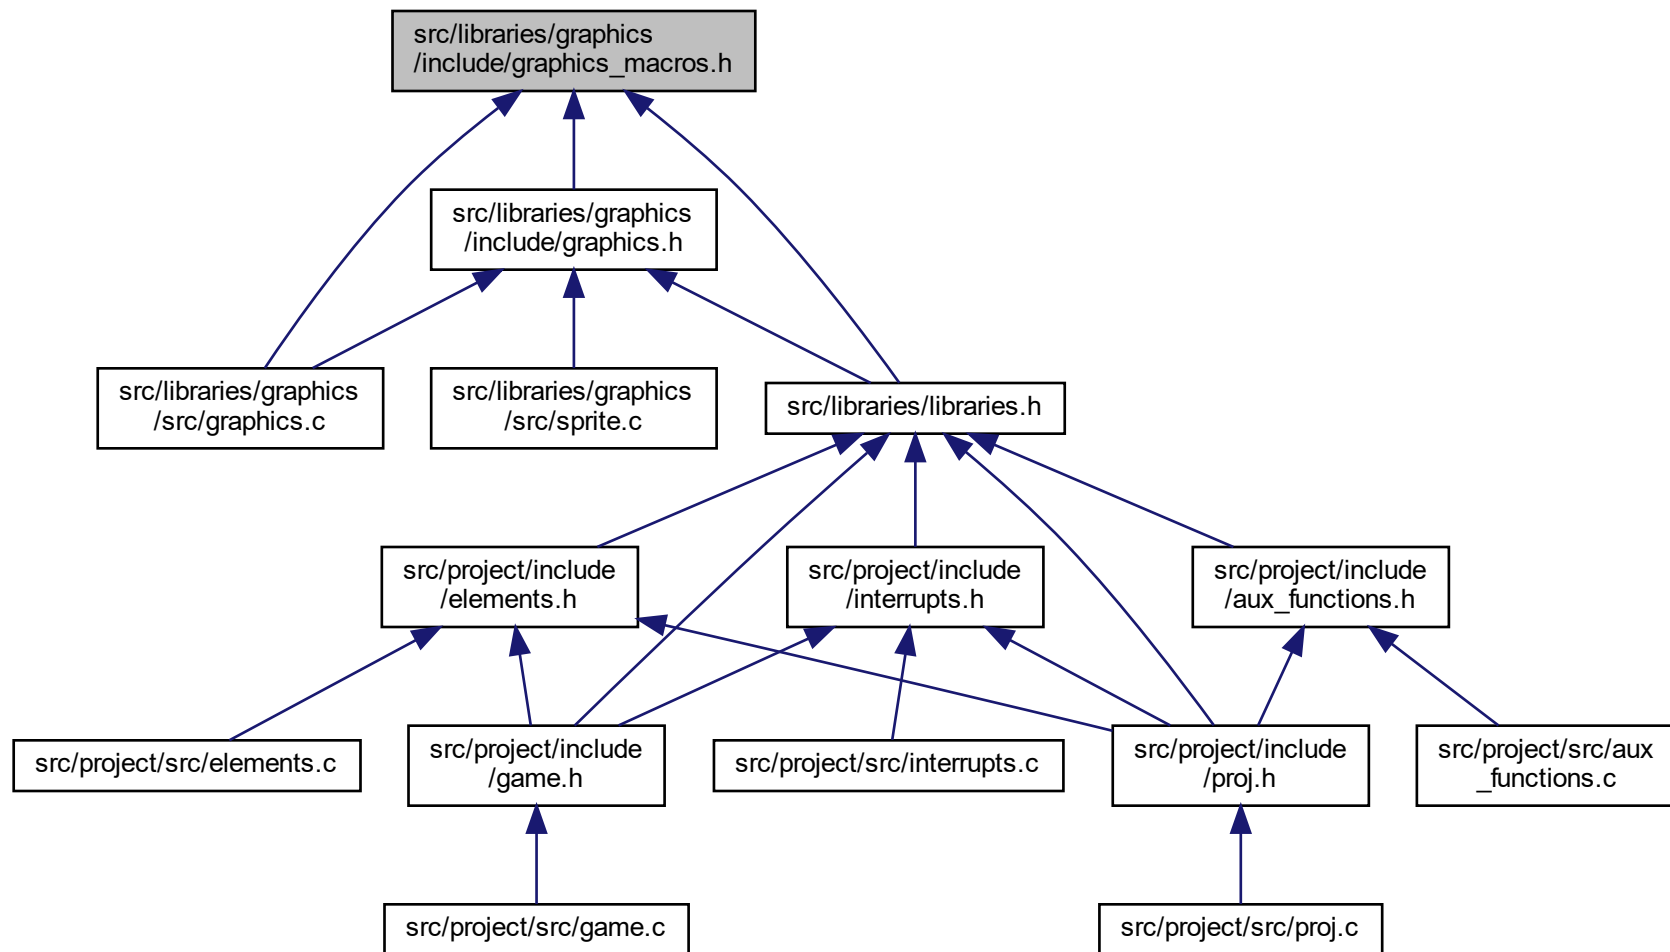 src/libraries/graphics
/include/graphics_macros.h
src/libraries/graphics
/include/graphics.h
src/libraries/graphics
/src/graphics.c
src/libraries/graphics
/src/sprite.c
src/libraries/libraries.h
src/project/include
/elements.h
src/project/include
/interrupts.h
src/project/include
/aux_functions.h
src/project/src/elements.c
src/project/include
/game.h
src/project/src/interrupts.c
src/project/include
/proj.h
src/project/src/aux
_functions.c
src/project/src/game.c
src/project/src/proj.c